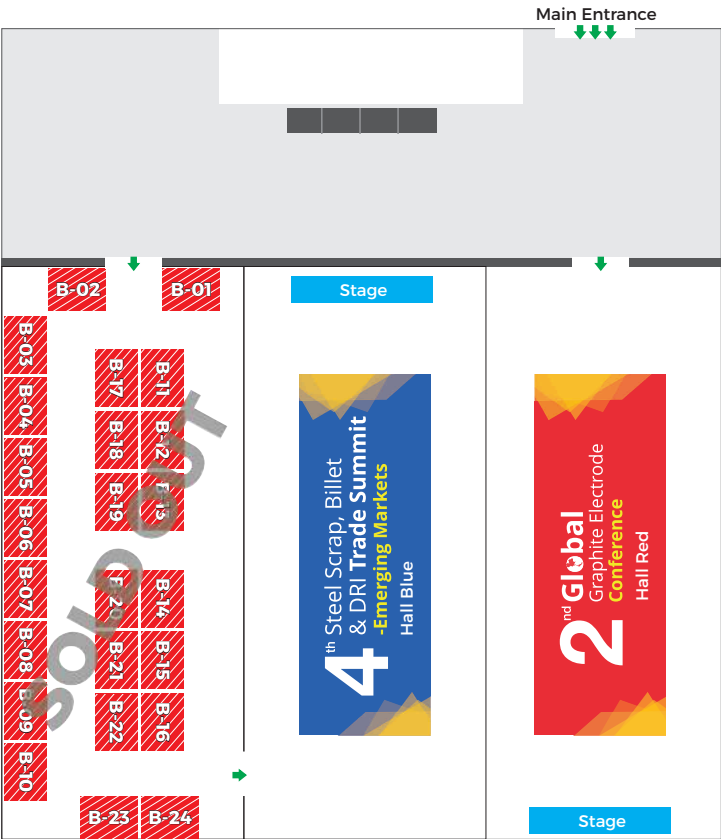 Main Entrance
B-02
B-01
B-03
B-04
B-05
B-06
B-07
B-08
B-09
B-10
B-17
B-11
B-18
B-12
B-19
B-13
B-20
B-14
B-21
B-15
B-22
B-16
B-23
B-24
SOLD OUT
Stage
4th Steel Scrap, Billet
& DRI Trade Summit
-Emerging Markets
Hall Blue
2nd Global
Graphite Electrode
Conference
Hall Red
Stage